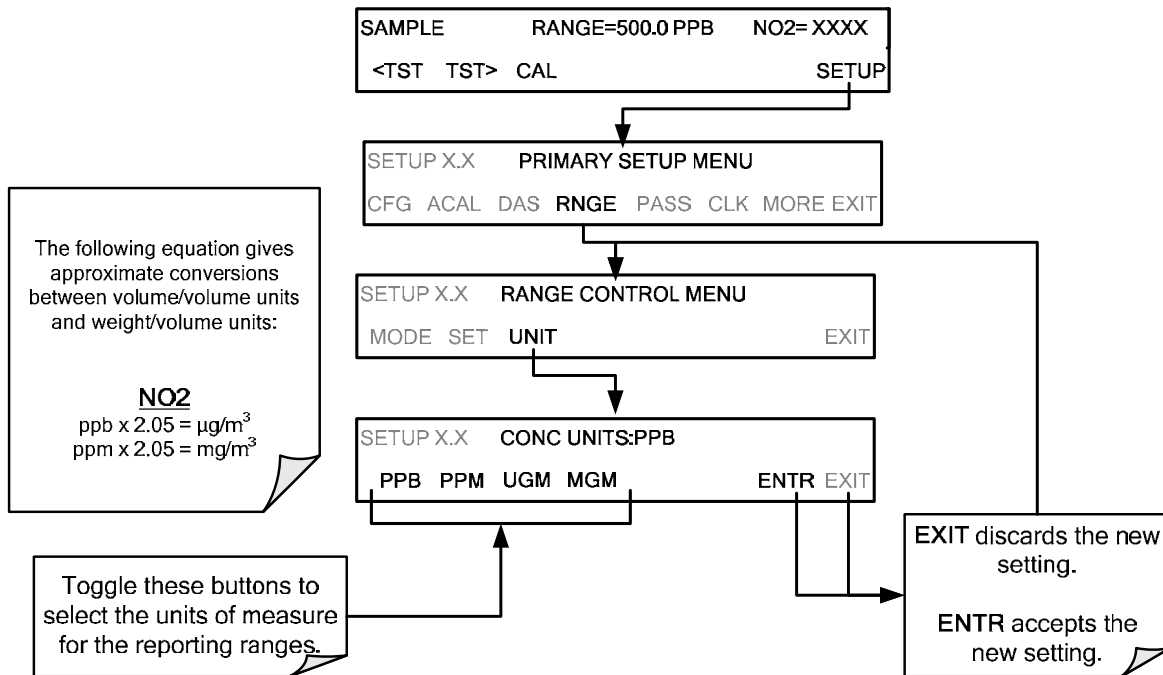 SAMPLE RANGE=500.0 PPB NO2= XXXX
<TST TST> CAL SETUP
SETUP X.X PRIMARY SETUP MENU
CFG ACAL DAS RNGE PASS CLK MORE EXIT
The following equation gives
approximate conversions
between volume/volume units
and weight/volume units:
NO2
ppb x 2.05 = µg/m³
ppm x 2.05 = mg/m³
SETUP X.X RANGE CONTROL MENU
MODE SET UNIT EXIT
SETUP X.X CONC UNITS:PPB
PPB PPM UGM MGM ENTR EXIT
Toggle these buttons to
select the units of measure
for the reporting ranges.
EXIT discards the new
setting.
ENTR accepts the
new setting.